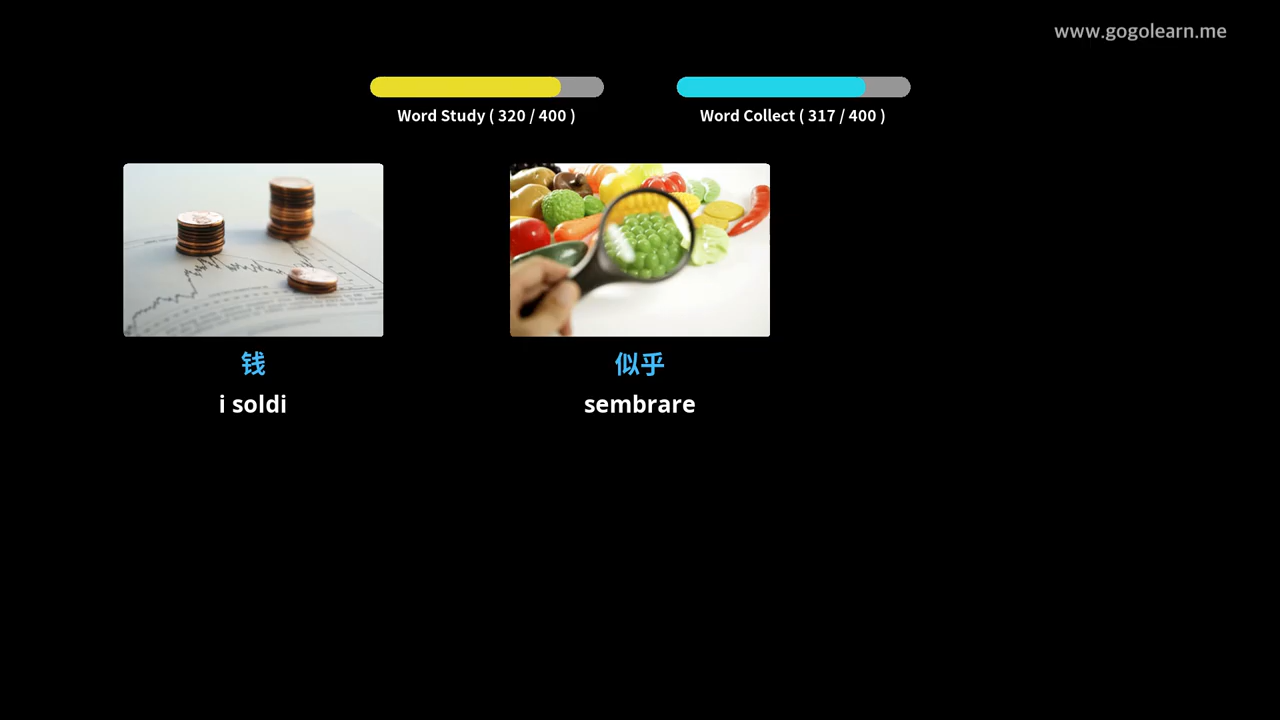 www.gogolearn.me
Word Study ( 320 / 400 )
Word Collect ( 317 / 400 )
钱
i soldi
似乎
sembrare